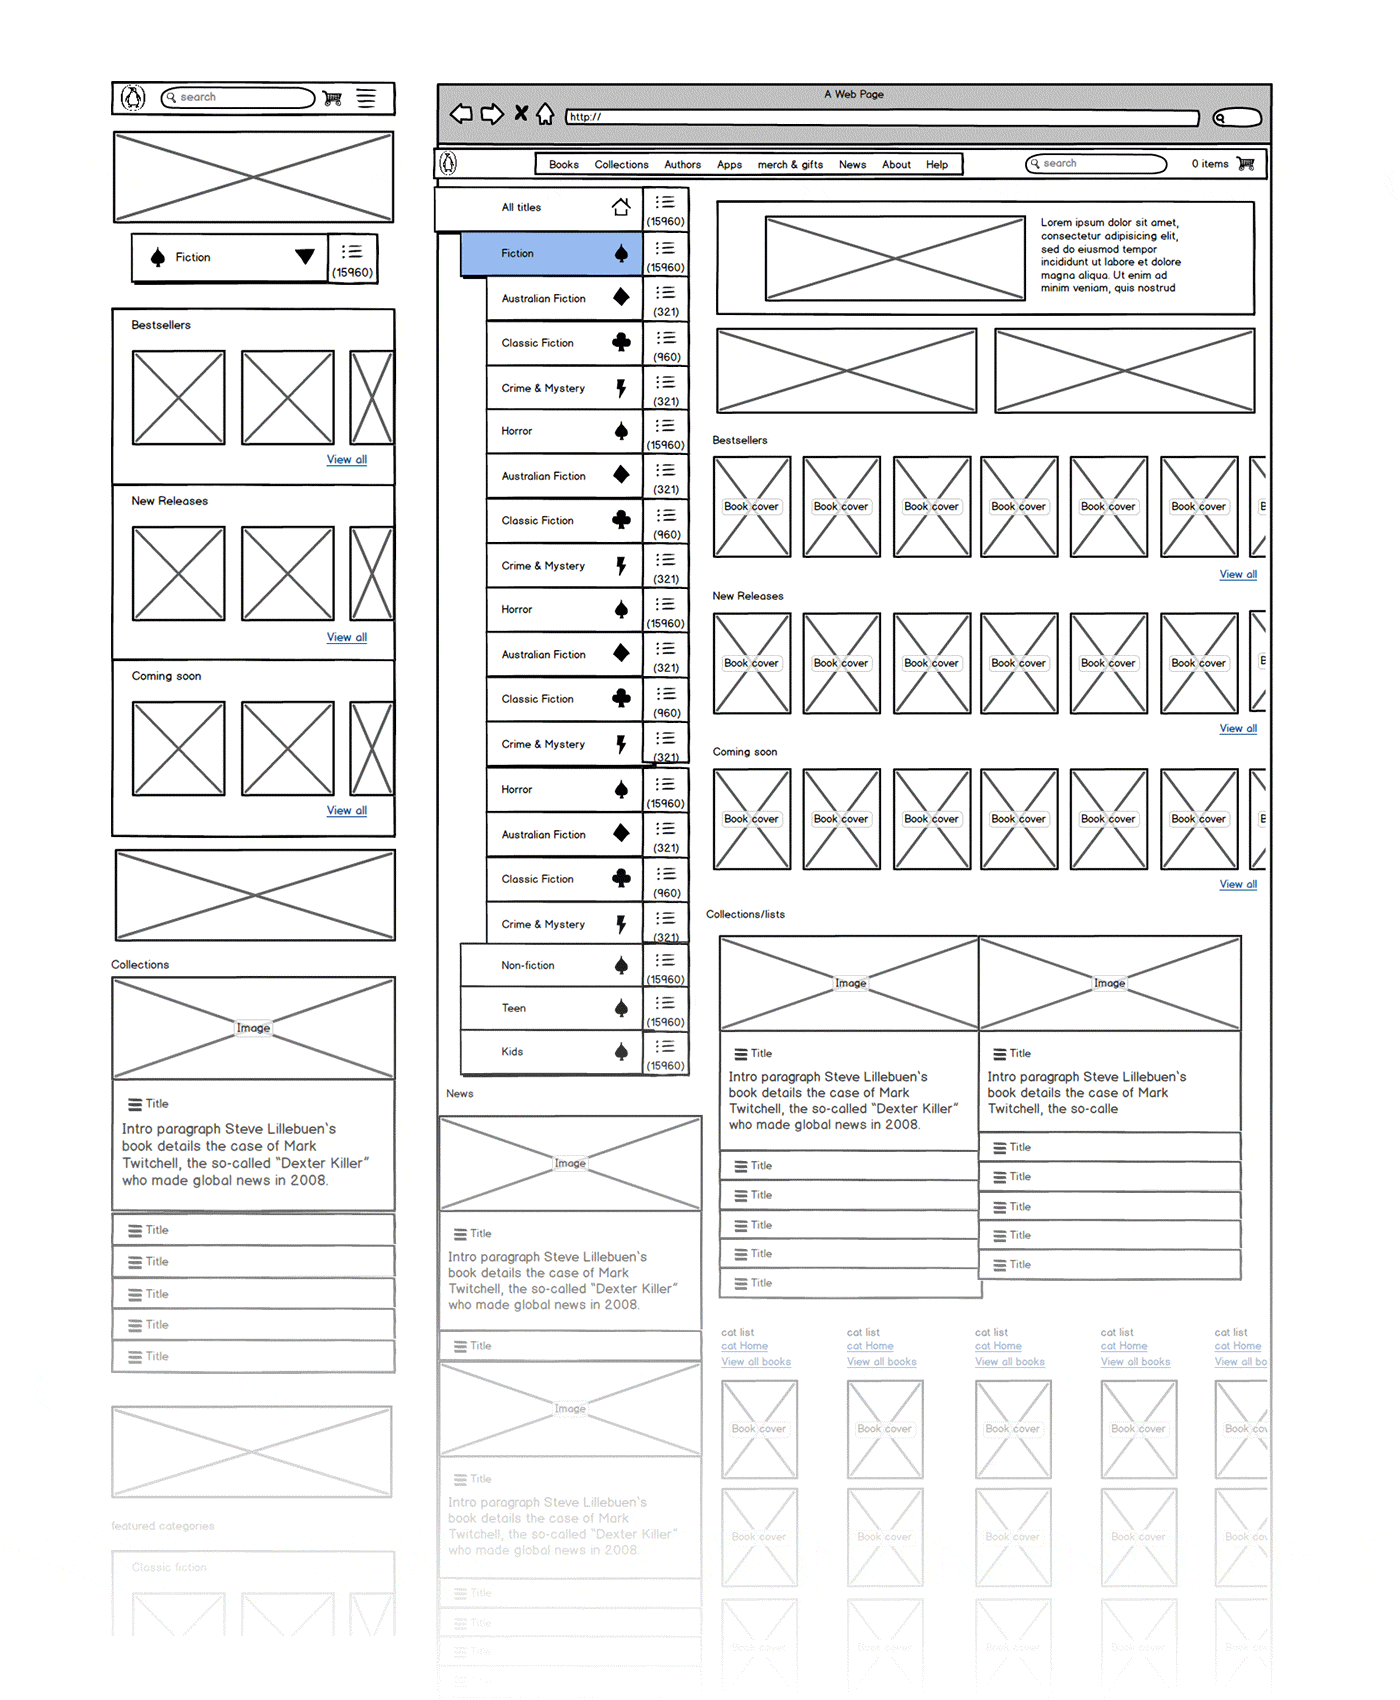 search
Fiction
(15960)
Bestsellers
View all
New Releases
View all
Coming soon
View all
Collections
Image
Title
Intro paragraph Steve Lillebuen's
book details the case of Mark
Twitchell, the so-called "Dexter Killer"
who made global news in 2008.
Title
Title
Title
Title
Title
featured categories
Classic fiction
A Web Page
http://
Books Collections Authors Apps merch & gifts News About Help
search
0 items
All titles
(15960)
Fiction
(15960)
Australian Fiction
(321)
Classic Fiction
(960)
Crime & Mystery
(321)
Horror
(15960)
Australian Fiction
(321)
Classic Fiction
(960)
Crime & Mystery
(321)
Horror
(15960)
Australian Fiction
(321)
Classic Fiction
(960)
Crime & Mystery
(321)
Horror
(15960)
Australian Fiction
(321)
Classic Fiction
(960)
Crime & Mystery
(321)
Non-fiction
(15960)
Teen
(15960)
Kids
(15960)
News
Image
Title
Intro paragraph Steve Lillebuen's
book details the case of Mark
Twitchell, the so-called "Dexter Killer"
who made global news in 2008.
Title
Image
Title
Intro paragraph Steve Lillebuen's
book details the case of Mark
Twitchell, the so-called "Dexter Killer"
who made global news in 2008.
Title
Title
Title
Title
Lorem ipsum dolor sit amet,
consectetur adipisicing elit,
sed do eiusmod tempor
incididunt ut labore et dolore
magna aliqua. Ut enim ad
minim veniam, quis nostrud
Bestsellers
Book cover Book cover Book cover Book cover Book cover Book cover B
View all
New Releases
Book cover Book cover Book cover Book cover Book cover Book cover B
View all
Coming soon
Book cover Book cover Book cover Book cover Book cover Book cover B
View all
Collections/lists
Image
Title
Intro paragraph Steve Lillebuen's
book details the case of Mark
Twitchell, the so-called "Dexter Killer"
who made global news in 2008.
Title
Title
Title
Title
Title
Image
Title
Intro paragraph Steve Lillebuen's
book details the case of Mark
Twitchell, the so-calle
Title
Title
Title
Title
Title
cat list cat list cat list cat list cat list
cat Home cat Home cat Home cat Home cat Home
View all books View all books View all books View all books View all bo
Book cover Book cover Book cover Book cover Book cov
Book cover Book cover Book cover Book cover Book cov
Book cover Book cover Book cover Book cover Book cov